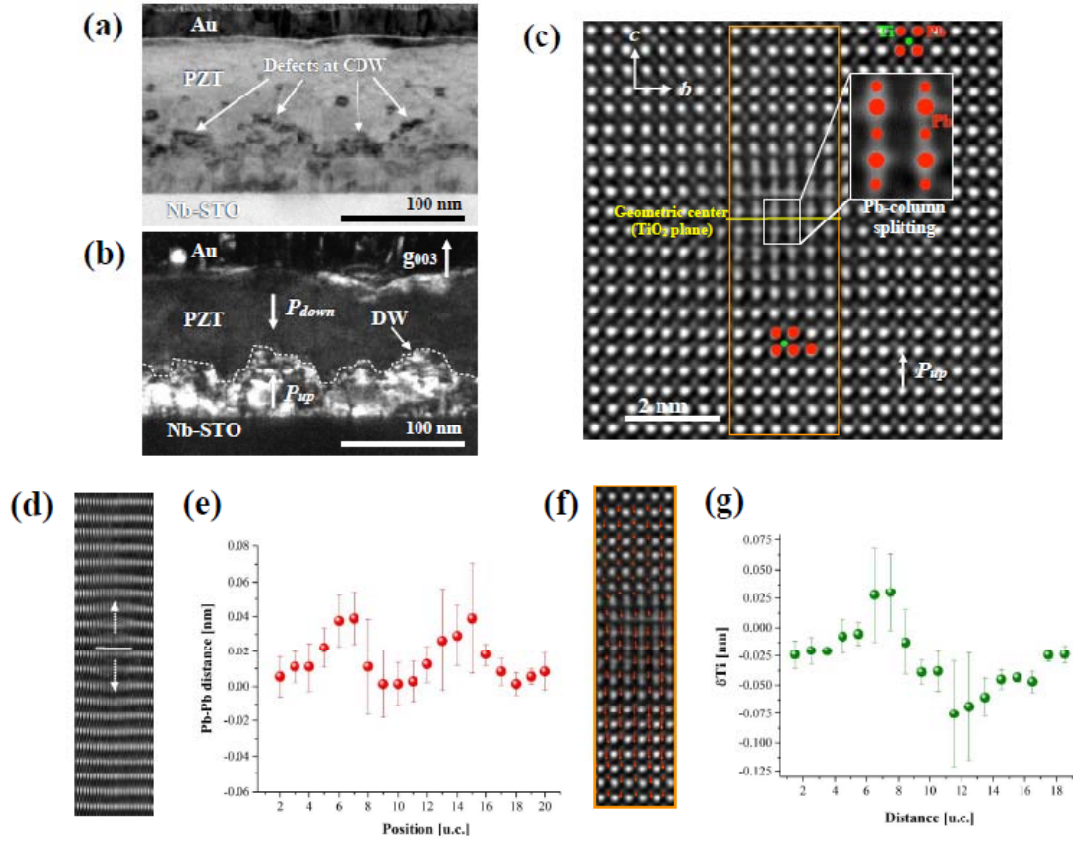 (a)
Au
PZT
Defects at CDW
Nb-STO
100 nm
(b)
Au
g003
Pdown
PZT
DW
Pup
Nb-STO
100 nm
(c)
c
b
Ti
Pb
Pb
Geometric center
(TiO2 plane)
Pb-column
splitting
Pup
2 nm
(d)
(e)
0.08
0.06
0.04
0.02
0.00
-0.02
-0.04
-0.06
Pb-Pb distance [nm]
2 4 6 8 10 12 14 16 18 20
Position [u.c.]
(f)
(g)
0.075
0.050
0.025
0.000
-0.025
-0.050
-0.075
-0.100
-0.125
δTi [nm]
2 4 6 8 10 12 14 16 18
Distance [u.c.]